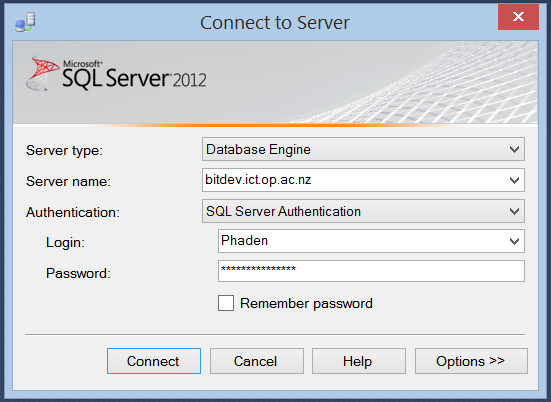 Connect to Server
Microsoft®
SQL Server® 2012
Server type: Database Engine
Server name: bitdev.ict.op.ac.nz
Authentication: SQL Server Authentication
Login: Phaden
Password: ***************
Remember password
Connect Cancel Help Options >>